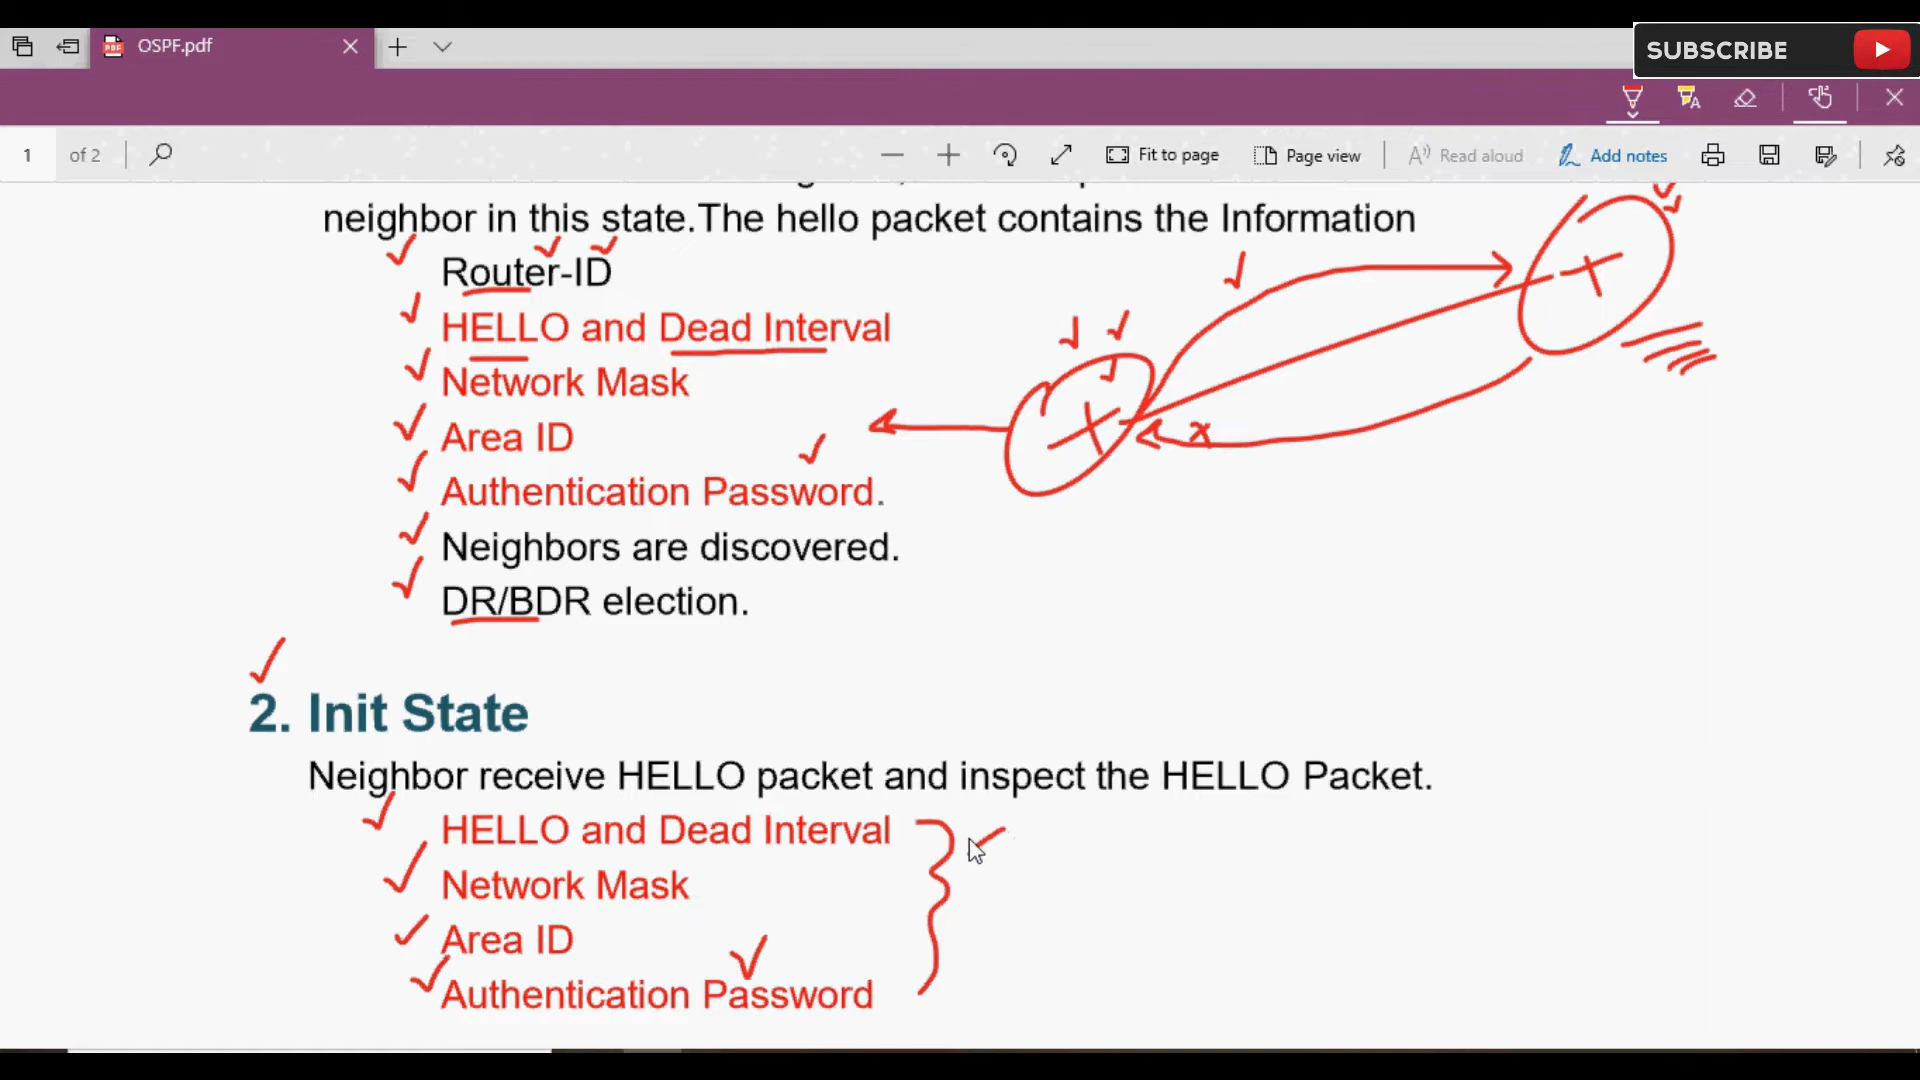 OSPF.pdf
SUBSCRIBE
1 of 2
Fit to page
Page view
Read aloud
Add notes
neighbor in this state.The hello packet contains the Information
Router-ID
HELLO and Dead Interval
Network Mask
Area ID
Authentication Password.
Neighbors are discovered.
DR/BDR election.
2. Init State
Neighbor receive HELLO packet and inspect the HELLO Packet.
HELLO and Dead Interval
Network Mask
Area ID
Authentication Password